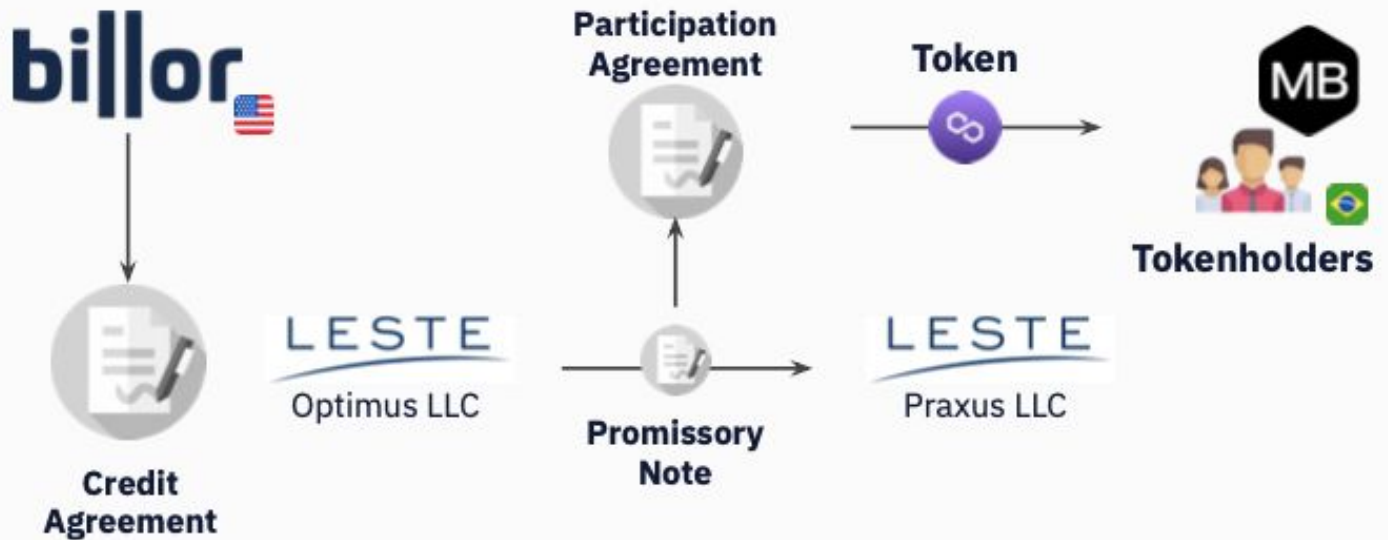 billor
Participation
Agreement
Token
MB
Tokenholders
LESTE
Optimus LLC
LESTE
Praxus LLC
Promissory
Note
Credit
Agreement